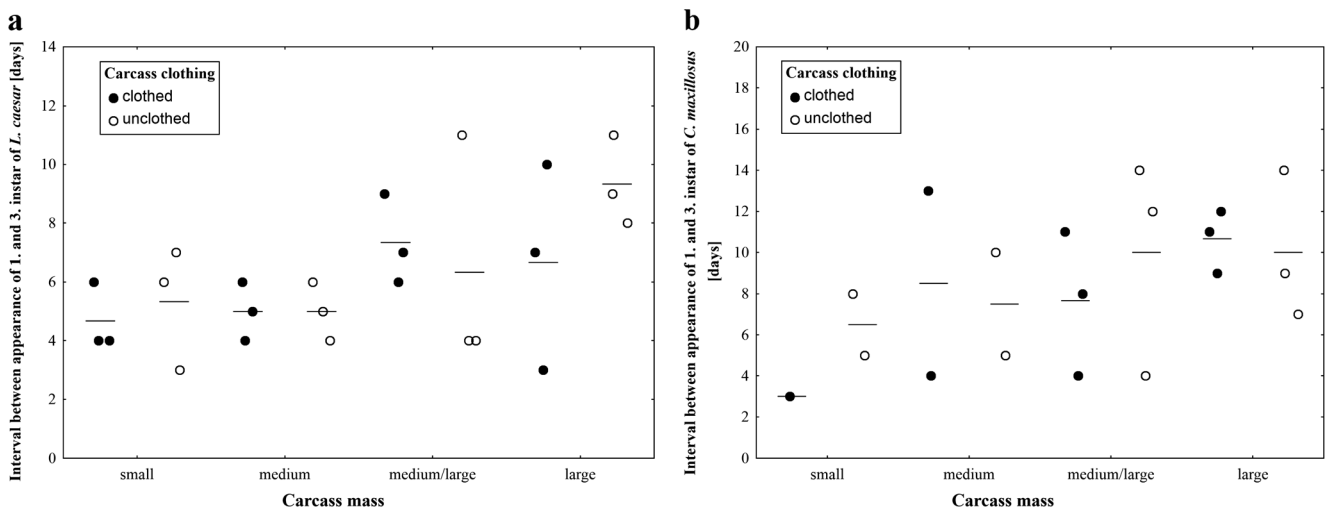 a
Interval between appearance of 1. and 3. instar of L. caesar [days]
14
12
10
8
6
4
2
0
Carcass clothing
clothed
unclothed
small
medium
medium/large
large
Carcass mass
b
Interval between appearance of 1. and 3. instar of C. maxillosus
[days]
20
18
16
14
12
10
8
6
4
2
0
Carcass clothing
clothed
unclothed
small
medium
medium/large
large
Carcass mass